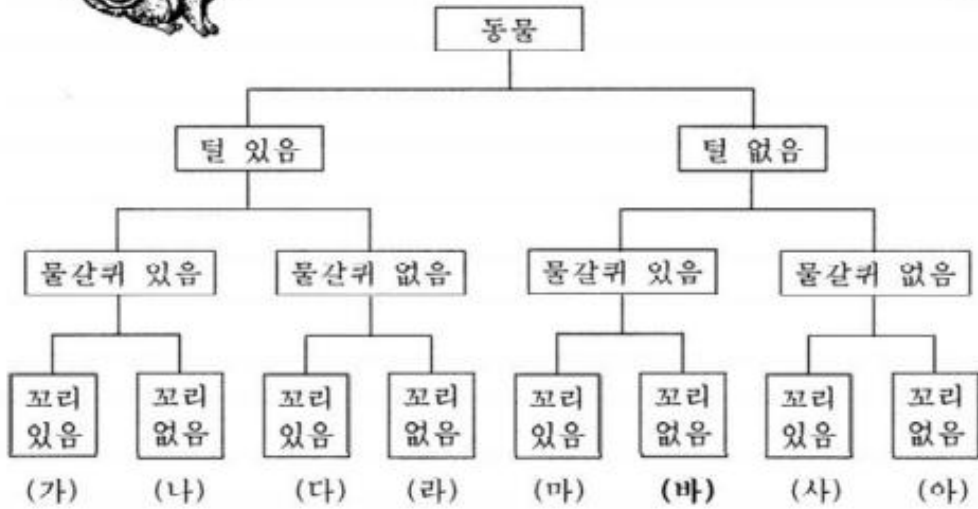 동물
털 있음 털 없음
물갈퀴 있음 물갈퀴 없음 물갈퀴 있음 물갈퀴 없음
꼬리 꼬리 꼬리 꼬리 꼬리 꼬리 꼬리 꼬리
있음 없음 있음 없음 있음 없음 있음 없음
(가) (나) (다) (라) (마) (바) (사) (아)